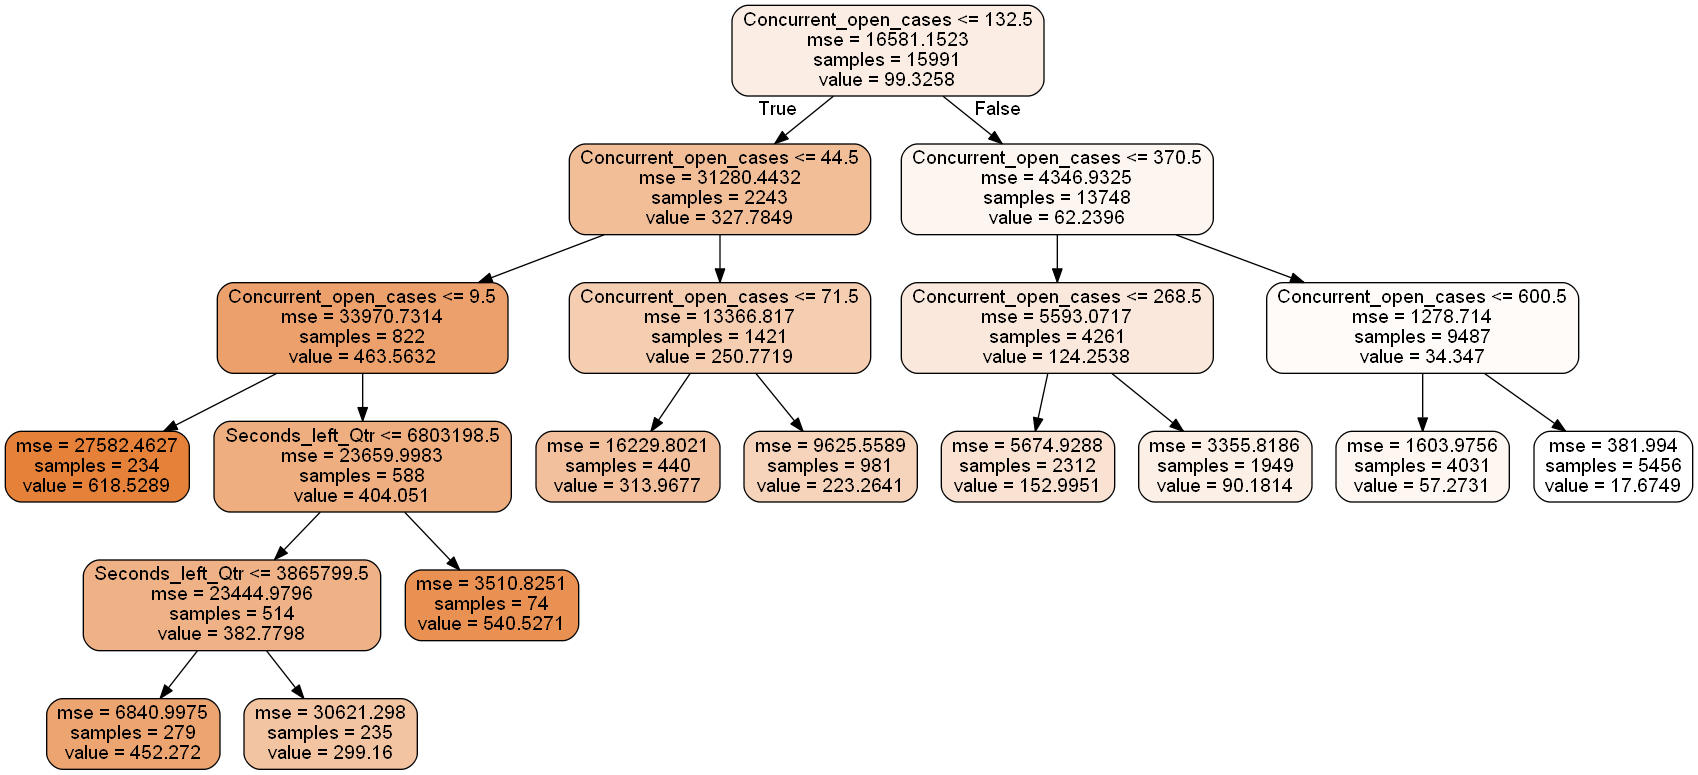 Concurrent_open_cases <= 132.5
mse = 16581.1523
samples = 15991
value = 99.3258
True
False
Concurrent_open_cases <= 44.5
mse = 31280.4432
samples = 2243
value = 327.7849
Concurrent_open_cases <= 370.5
mse = 4346.9325
samples = 13748
value = 62.2396
Concurrent_open_cases <= 9.5
mse = 33970.7314
samples = 822
value = 463.5632
Concurrent_open_cases <= 71.5
mse = 13366.817
samples = 1421
value = 250.7719
Concurrent_open_cases <= 268.5
mse = 5593.0717
samples = 4261
value = 124.2538
Concurrent_open_cases <= 600.5
mse = 1278.714
samples = 9487
value = 34.347
mse = 27582.4627
samples = 234
value = 618.5289
Seconds_left_Qtr <= 6803198.5
mse = 23659.9983
samples = 588
value = 404.051
mse = 16229.8021
samples = 440
value = 313.9677
mse = 9625.5589
samples = 981
value = 223.2641
mse = 5674.9288
samples = 2312
value = 152.9951
mse = 3355.8186
samples = 1949
value = 90.1814
mse = 1603.9756
samples = 4031
value = 57.2731
mse = 381.994
samples = 5456
value = 17.6749
Seconds_left_Qtr <= 3865799.5
mse = 23444.9796
samples = 514
value = 382.7798
mse = 3510.8251
samples = 74
value = 540.5271
mse = 6840.9975
samples = 279
value = 452.272
mse = 30621.298
samples = 235
value = 299.16